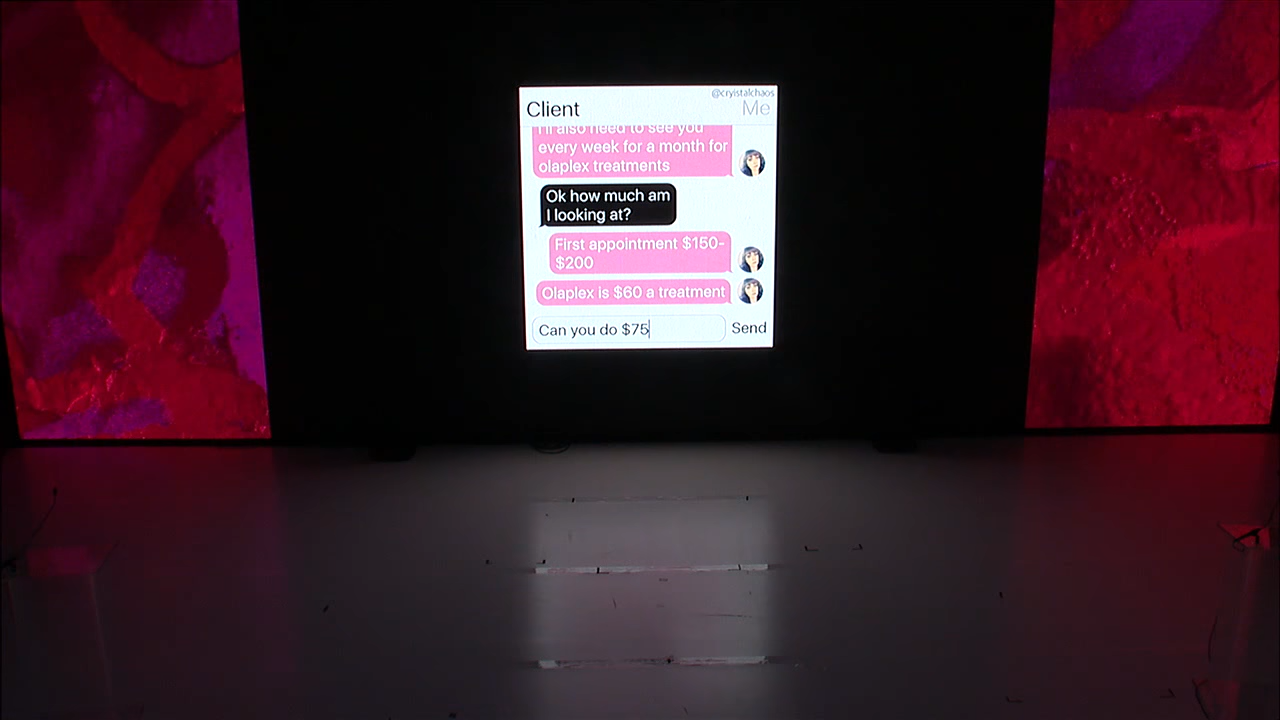 @cryistalchaos
Client
Me
I'll also need to see you
every week for a month for
olaplex treatments
Ok how much am
I looking at?
First appointment $150-
$200
Olaplex is $60 a treatment
Can you do $75
Send